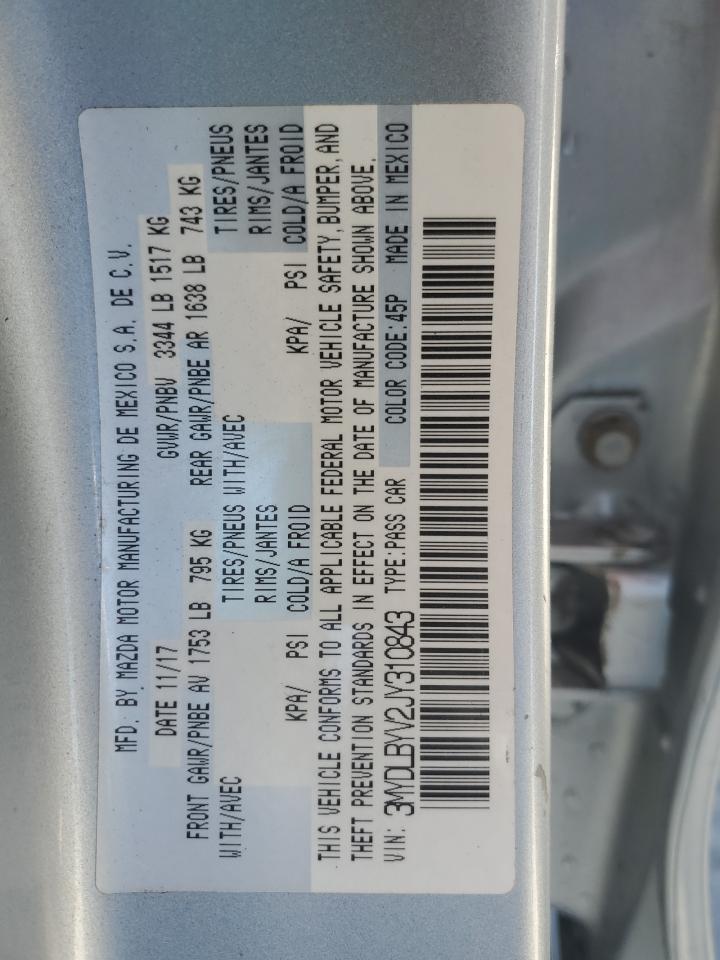 MFD. BY MAZDA MOTOR MANUFACTURING DE MEXICO S.A. DE C.V.
DATE 11/17 GVWR/PNBV 3344 LB 1517 KG
FRONT GAWR/PNBE AV 1753 LB 795 KG REAR GAWR/PNBE AR 1638 LB 743 KG
WITH/AVEC TIRES/PNEUS WITH/AVEC TIRES/PNEUS
RIMS/JANTES RIMS/JANTES
KPA/ PSI COLD/A FROID KPA/ PSI COLD/A FROID
THIS VEHICLE CONFORMS TO ALL APPLICABLE FEDERAL MOTOR VEHICLE SAFETY, BUMPER, AND
THEFT PREVENTION STANDARDS IN EFFECT ON THE DATE OF MANUFACTURE SHOWN ABOVE.
VIN: 3MYDLBYV2JY310843 TYPE:PASS CAR COLOR CODE:45P MADE IN MEXICO